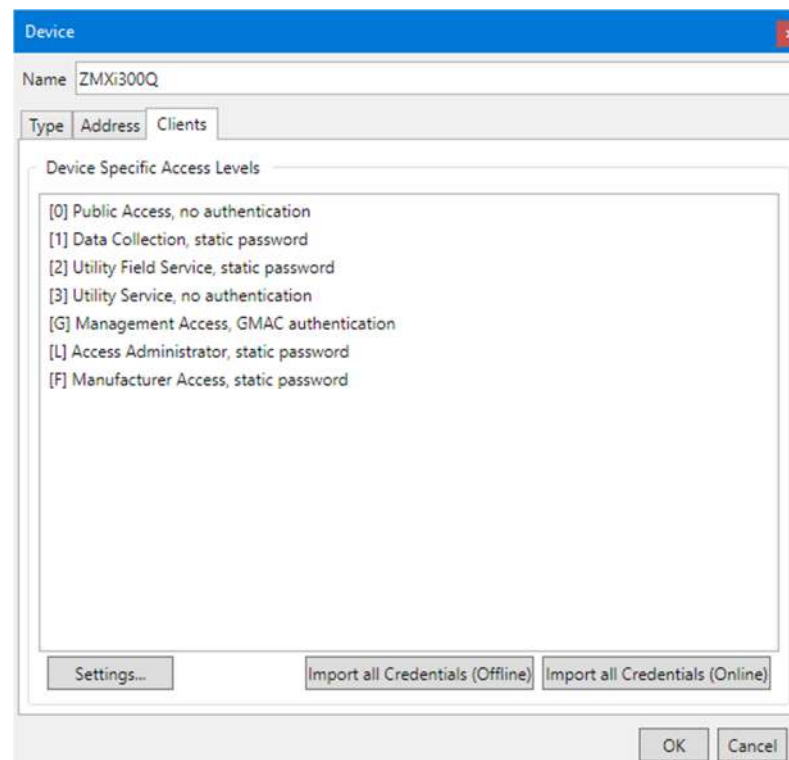 Device
x
Name ZMXi300Q
Type Address Clients
Device Specific Access Levels
[0] Public Access, no authentication
[1] Data Collection, static password
[2] Utility Field Service, static password
[3] Utility Service, no authentication
[G] Management Access, GMAC authentication
[L] Access Administrator, static password
[F] Manufacturer Access, static password
Settings... Import all Credentials (Offline) Import all Credentials (Online)
OK Cancel